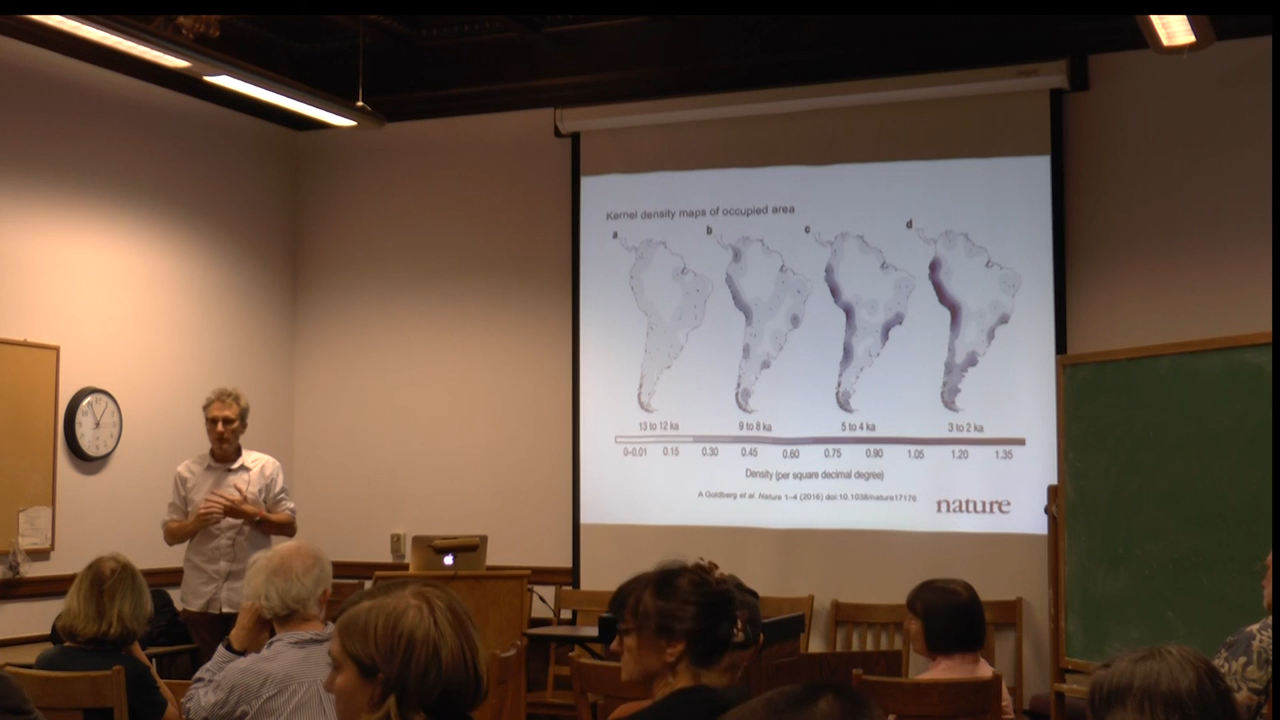 Kernel density maps of occupied area
a b c d
13 to 12 ka 9 to 8 ka 5 to 4 ka 3 to 2 ka
0–0.01 0.15 0.30 0.45 0.60 0.75 0.90 1.05 1.20 1.35
Density (per square decimal degree)
A Goldberg et al. Nature 1–4 (2016) doi:10.1038/nature17176
nature